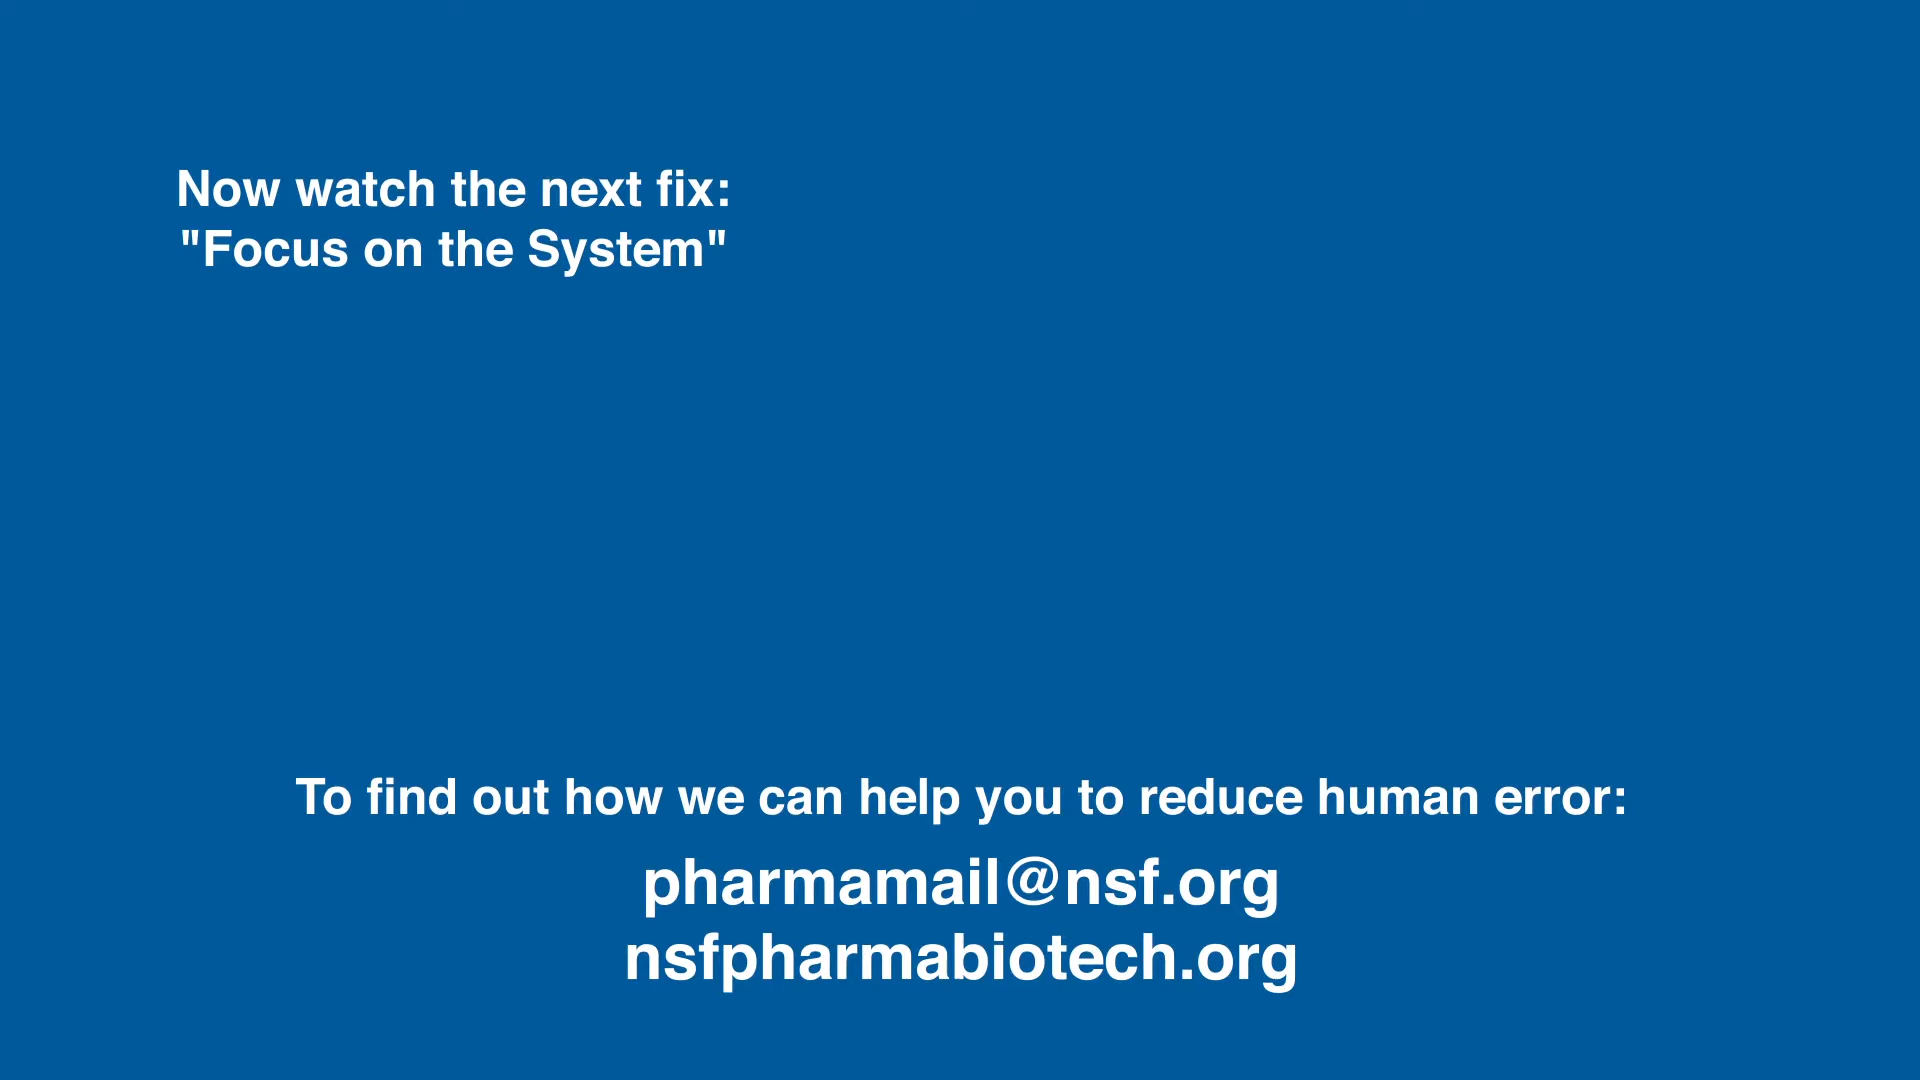 Now watch the next fix:
"Focus on the System"
To find out how we can help you to reduce human error:
pharmamail@nsf.org
nsfpharmabiotech.org